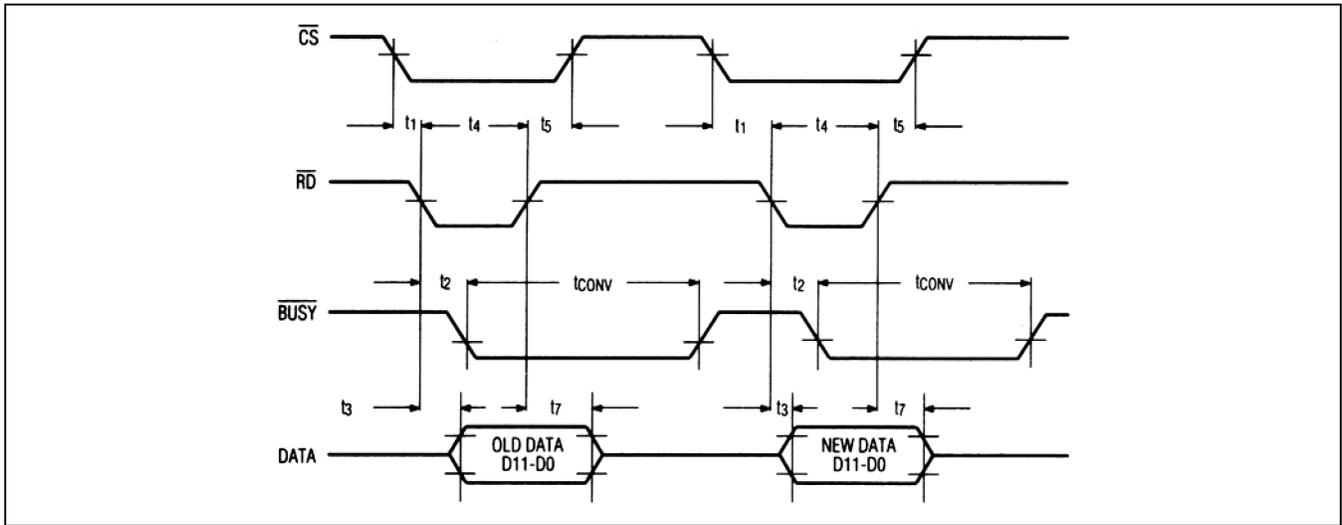 CS
t1 t4 t5 t1 t4 t5
RD
t2 tCONV t2 tCONV
BUSY
t3 t7 t3 t7
DATA
OLD DATA
D11-D0
NEW DATA
D11-D0